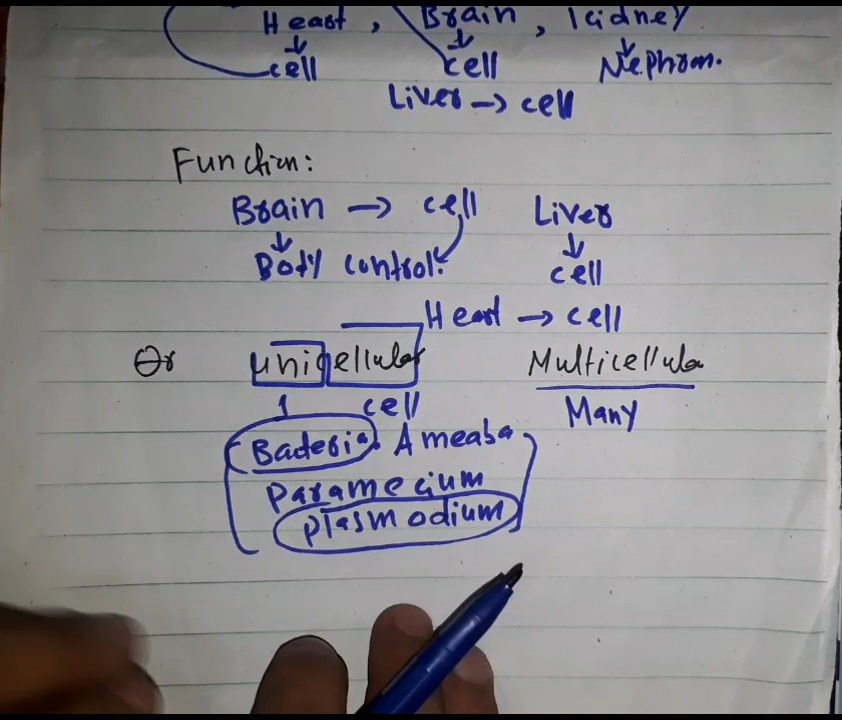 Heart, Brain, Kidney
cell cell Nephron.
Liver → cell
Function:
Brain → cell Liver
Body control. cell
Heart → cell
Or Unicellular Multicellula
1 cell Many
Bacteria. Ameaba
Paramecium
Plasmodium